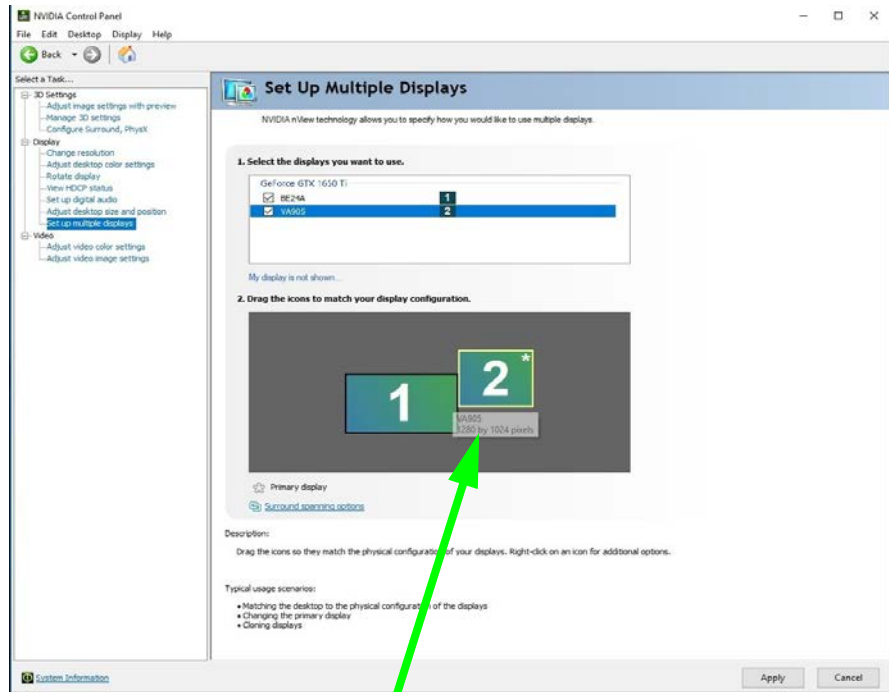 NVIDIA Control Panel
File Edit Desktop Display Help
Back
Select a Task...
3D Settings
Adjust image settings with preview
Manage 3D settings
Configure Surround, PhysX
Display
Change resolution
Adjust desktop color settings
Rotate display
View HDCP status
Set up digital audio
Adjust desktop size and position
Set up multiple displays
Video
Adjust video color settings
Adjust video image settings
Set Up Multiple Displays
NVIDIA nView technology allows you to specify how you would like to use multiple displays.
1. Select the displays you want to use.
GeForce GTX 1650 Ti
BE24A 1
VA905 2
My display is not shown...
2. Drag the icons to match your display configuration.
1
2
*
VA905
1280 by 1024 pixels
Primary display
Surround spanning options
Description:
Drag the icons so they match the physical configuration of your displays. Right-click on an icon for additional options.
Typical usage scenarios:
• Matching the desktop to the physical configuration of the displays
• Changing the primary display
• Cloning displays
System Information
Apply
Cancel